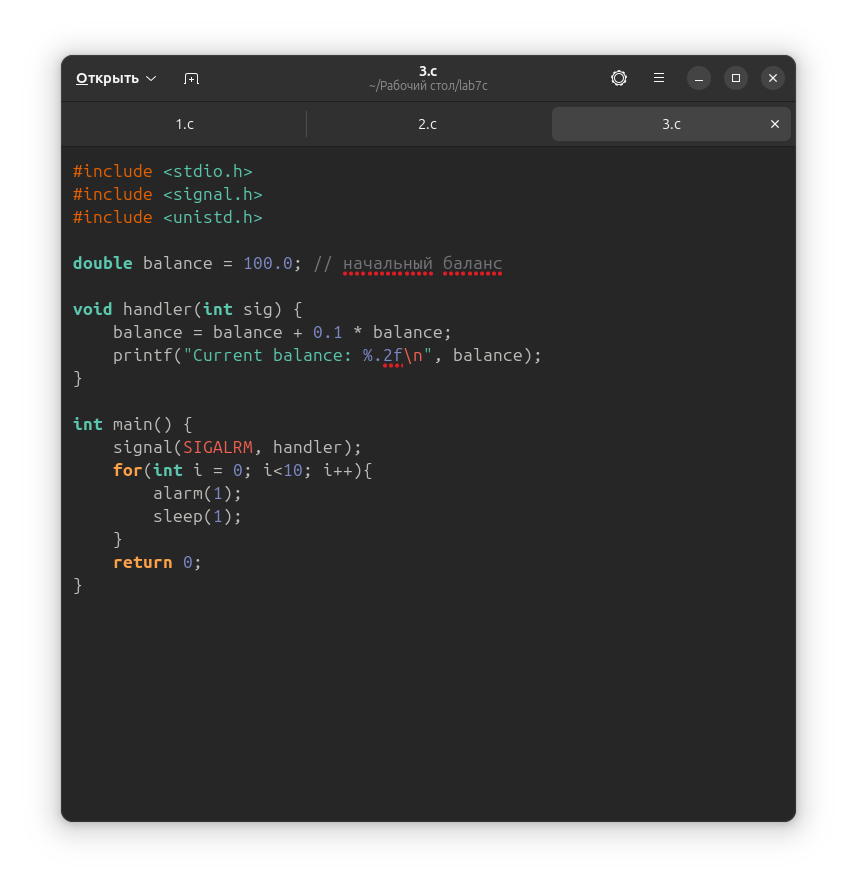 Открыть
3.c
~/Рабочий стол/lab7c
1.c
2.c
3.c
#include <stdio.h>
#include <signal.h>
#include <unistd.h>
double balance = 100.0; // начальный баланс
void handler(int sig) {
    balance = balance + 0.1 * balance;
    printf("Current balance: %.2f\n", balance);
}
int main() {
    signal(SIGALRM, handler);
    for(int i = 0; i<10; i++){
        alarm(1);
        sleep(1);
    }
    return 0;
}